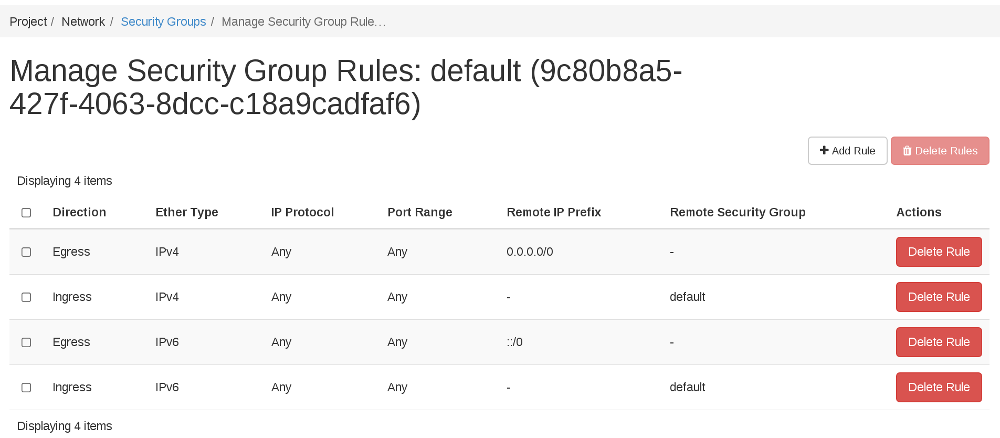 Project / Network / Security Groups / Manage Security Group Rule...
Manage Security Group Rules: default (9c80b8a5-
427f-4063-8dcc-c18a9cadfaf6)
Add Rule Delete Rules
Displaying 4 items
Direction Ether Type IP Protocol Port Range Remote IP Prefix Remote Security Group Actions
Egress IPv4 Any Any 0.0.0.0/0 - Delete Rule
Ingress IPv4 Any Any - default Delete Rule
Egress IPv6 Any Any ::/0 - Delete Rule
Ingress IPv6 Any Any - default Delete Rule
Displaying 4 items